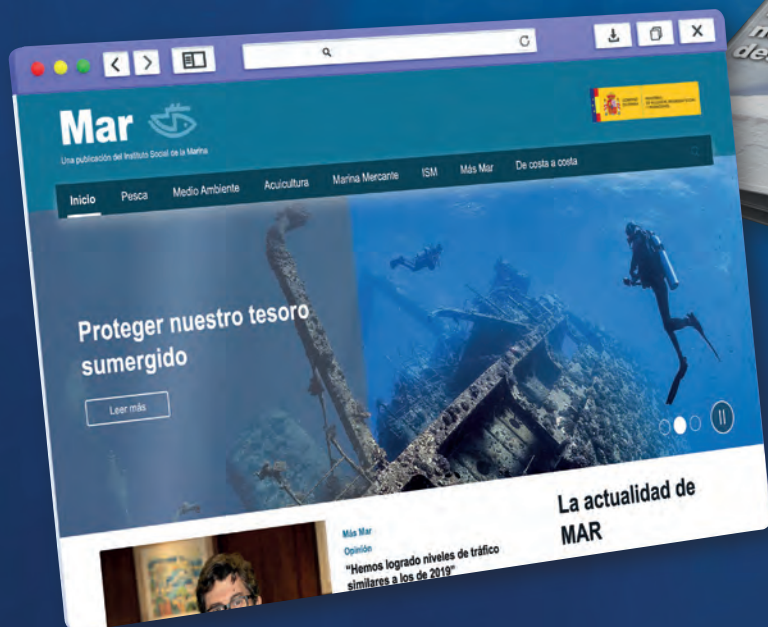 Mar
Una publicación del Instituto Social de la Marina
Inicio Pesca Medio Ambiente Acuicultura Marina Mercante ISM Más Mar De costa a costa
Proteger nuestro tesoro
sumergido
Leer más
Más Mar
Opinión
"Hemos logrado niveles de tráfico
similares a los de 2019"
La actualidad de
MAR